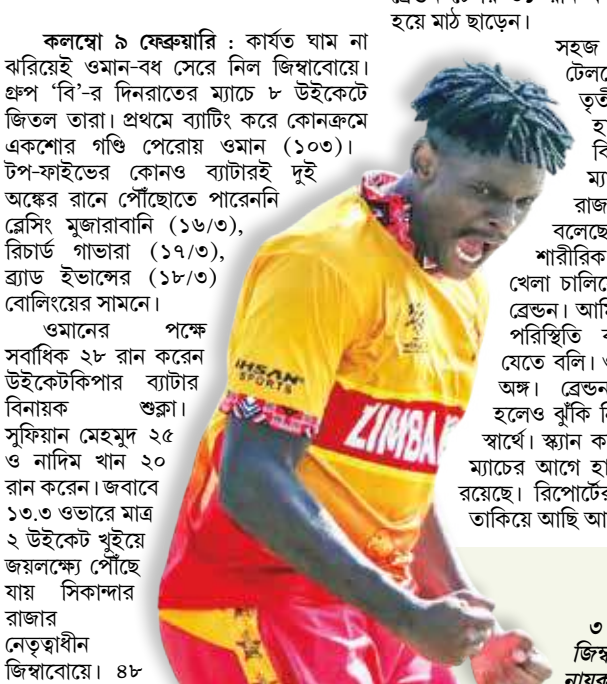 হয়ে মাঠ ছাড়েন।
কলম্বো ৯ ফেব্রুয়ারি : কার্যত ঘাম না
ঝরিয়েই ওমান-বধ সেরে নিল জিম্বাবোয়ে।
গ্রুপ ‘বি’-র দিনরাতের ম্যাচে ৮ উইকেটে
জিতল তারা। প্রথমে ব্যাটিং করে কোনক্রমে
একশোর গণ্ডি পেরোয় ওমান (১০৩)।
টপ-ফাইভের কোনও ব্যাটারই দুই
অঙ্কের রানে পৌঁছোতে পারেননি
ব্লেসিং মুজারাবানি (১৬/৩),
রিচার্ড গাভারা (১৭/৩),
ব্র্যাড ইভান্সের (১৮/৩)
বোলিংয়ের সামনে।
ওমানের পক্ষে
সর্বাধিক ২৮ রান করেন
উইকেটকিপার ব্যাটার
বিনায়ক শুক্লা।
সুফিয়ান মেহমুদ ২৫
ও নাদিম খান ২০
রান করেন। জবাবে
১৩.৩ ওভারে মাত্র
২ উইকেট খুইয়ে
জয়লক্ষ্যে পৌঁছে
যায় সিকান্দার
রাজার
নেতৃত্বাধীন
জিম্বাবোয়ে। ৪৮
সহজ
টেলরে
তৃতী
হ
বি
ম্যা
রাজ
বলেছে
শারীরিক
খেলা চালিয়ে
ব্রেন্ডন। আমি
পরিস্থিতি ব
যেতে বলি।
অঙ্গ। ব্রেন্ডন
হলেও ঝুঁকি নি
স্বার্থে। স্ক্যান ক
ম্যাচের আগে হা
রয়েছে। রিপোর্টের
তাকিয়ে আছি আ
৩
জিম্ব
নায়ক
IHSAN
SPORTS
ZIMBA